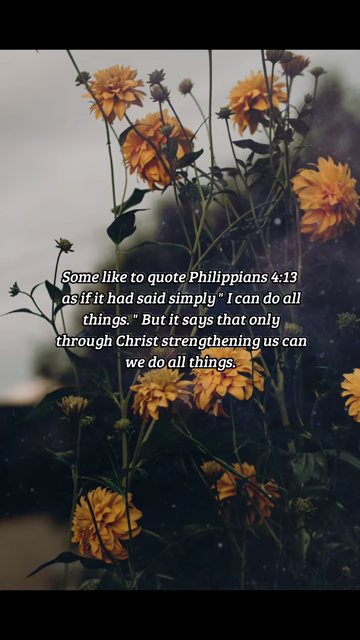 Some like to quote Philippians 4:13
as if it had said simply " I can do all
things. " But it says that only
through Christ strengthening us can
we do all things.